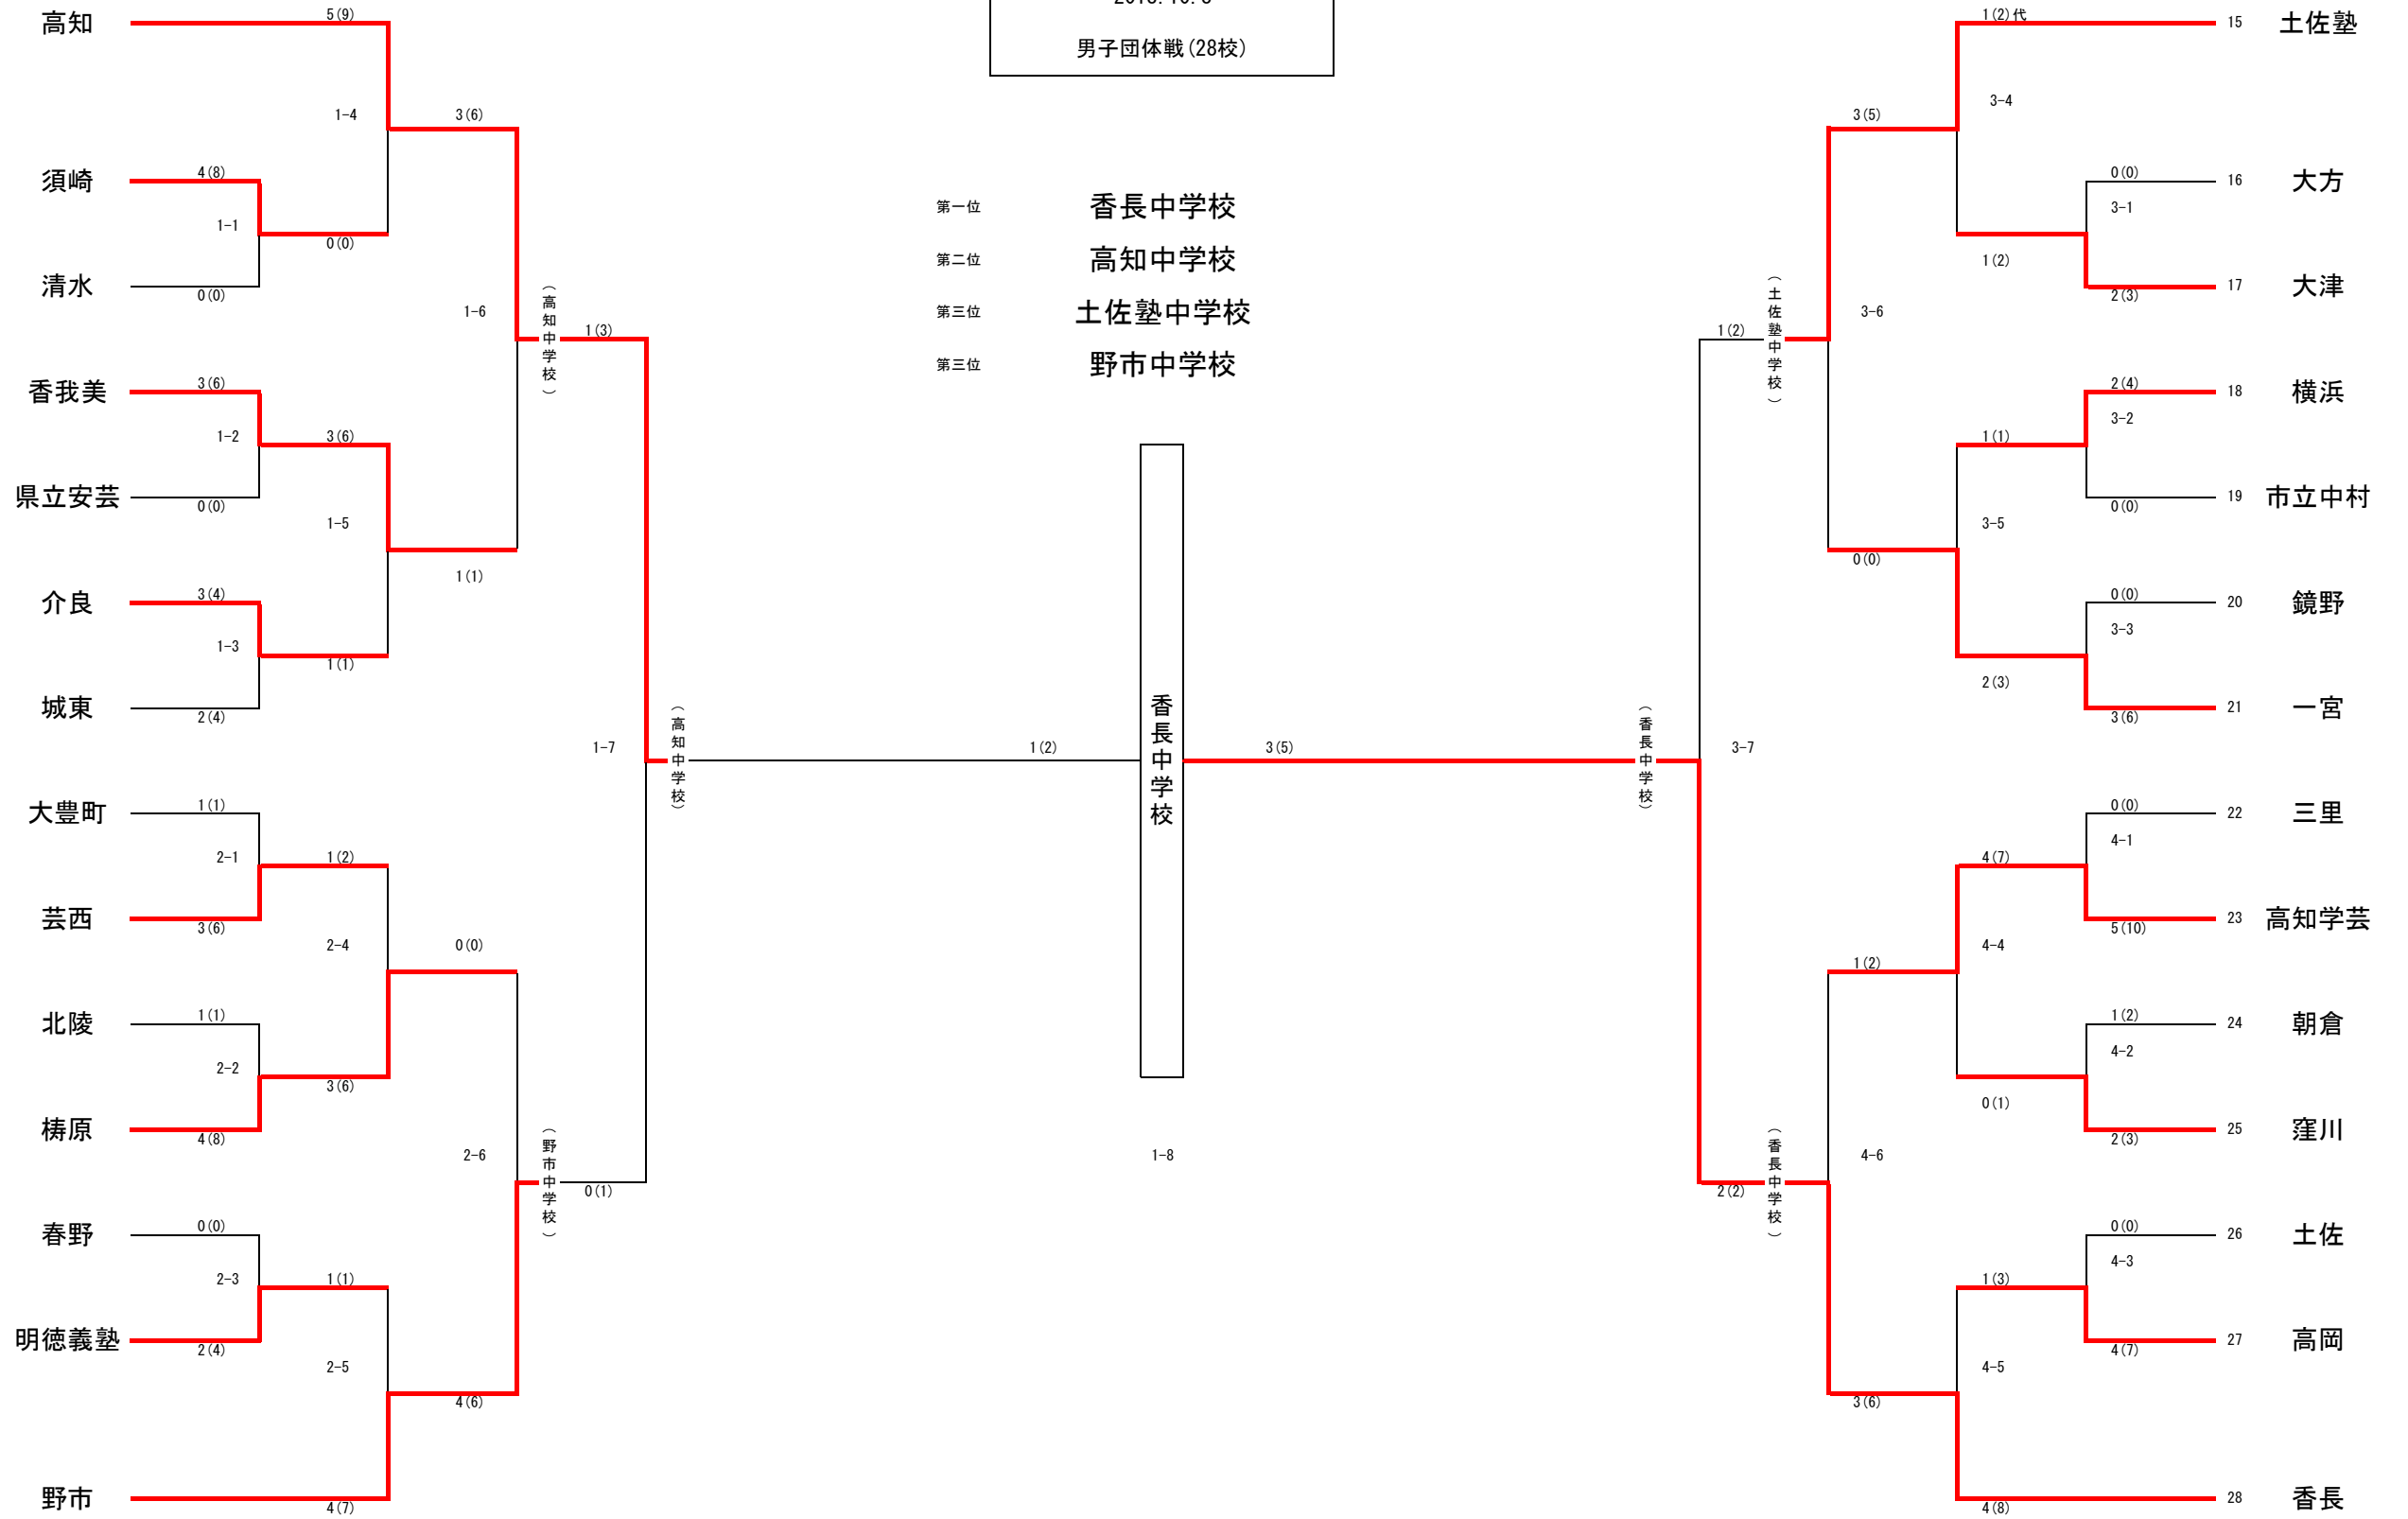 男子団体戦(28校)
第一位 香長中学校
第二位 高知中学校
第三位 土佐塾中学校
第三位 野市中学校
高知
5(9)
1-4
3(6)
須崎
4(8)
1-1
0(0)
清水
0(0)
1-6
(高知中学校)
1(3)
香我美
3(6)
1-2
3(6)
県立安芸
0(0)
1-5
1(1)
介良
3(4)
1-3
1(1)
城東
2(4)
1-7
(高知中学校)
1(2)
大豊町
1(1)
2-1
1(2)
芸西
3(6)
2-4
0(0)
北陵
1(1)
2-2
3(6)
梼原
4(8)
2-6
(野市中学校)
0(1)
春野
0(0)
2-3
1(1)
明徳義塾
2(4)
2-5
4(6)
野市
4(7)
香長中学校
1-8
1(2)代
15 土佐塾
3-4
3(5)
0(0)
16 大方
3-1
1(2)
2(3)
17 大津
(土佐塾中学校)
1(2)
3-6
2(4)
18 横浜
3-2
1(1)
0(0)
19 市立中村
3-5
0(0)
0(0)
20 鏡野
3-3
2(3)
3(6)
21 一宮
3(5)
(香長中学校)
3-7
0(0)
22 三里
4-1
4(7)
5(10)
23 高知学芸
4-4
1(2)
1(2)
24 朝倉
4-2
0(1)
2(3)
25 窪川
(香長中学校)
2(2)
4-6
0(0)
26 土佐
4-3
1(3)
4(7)
27 高岡
4-5
3(6)
4(8)
28 香長